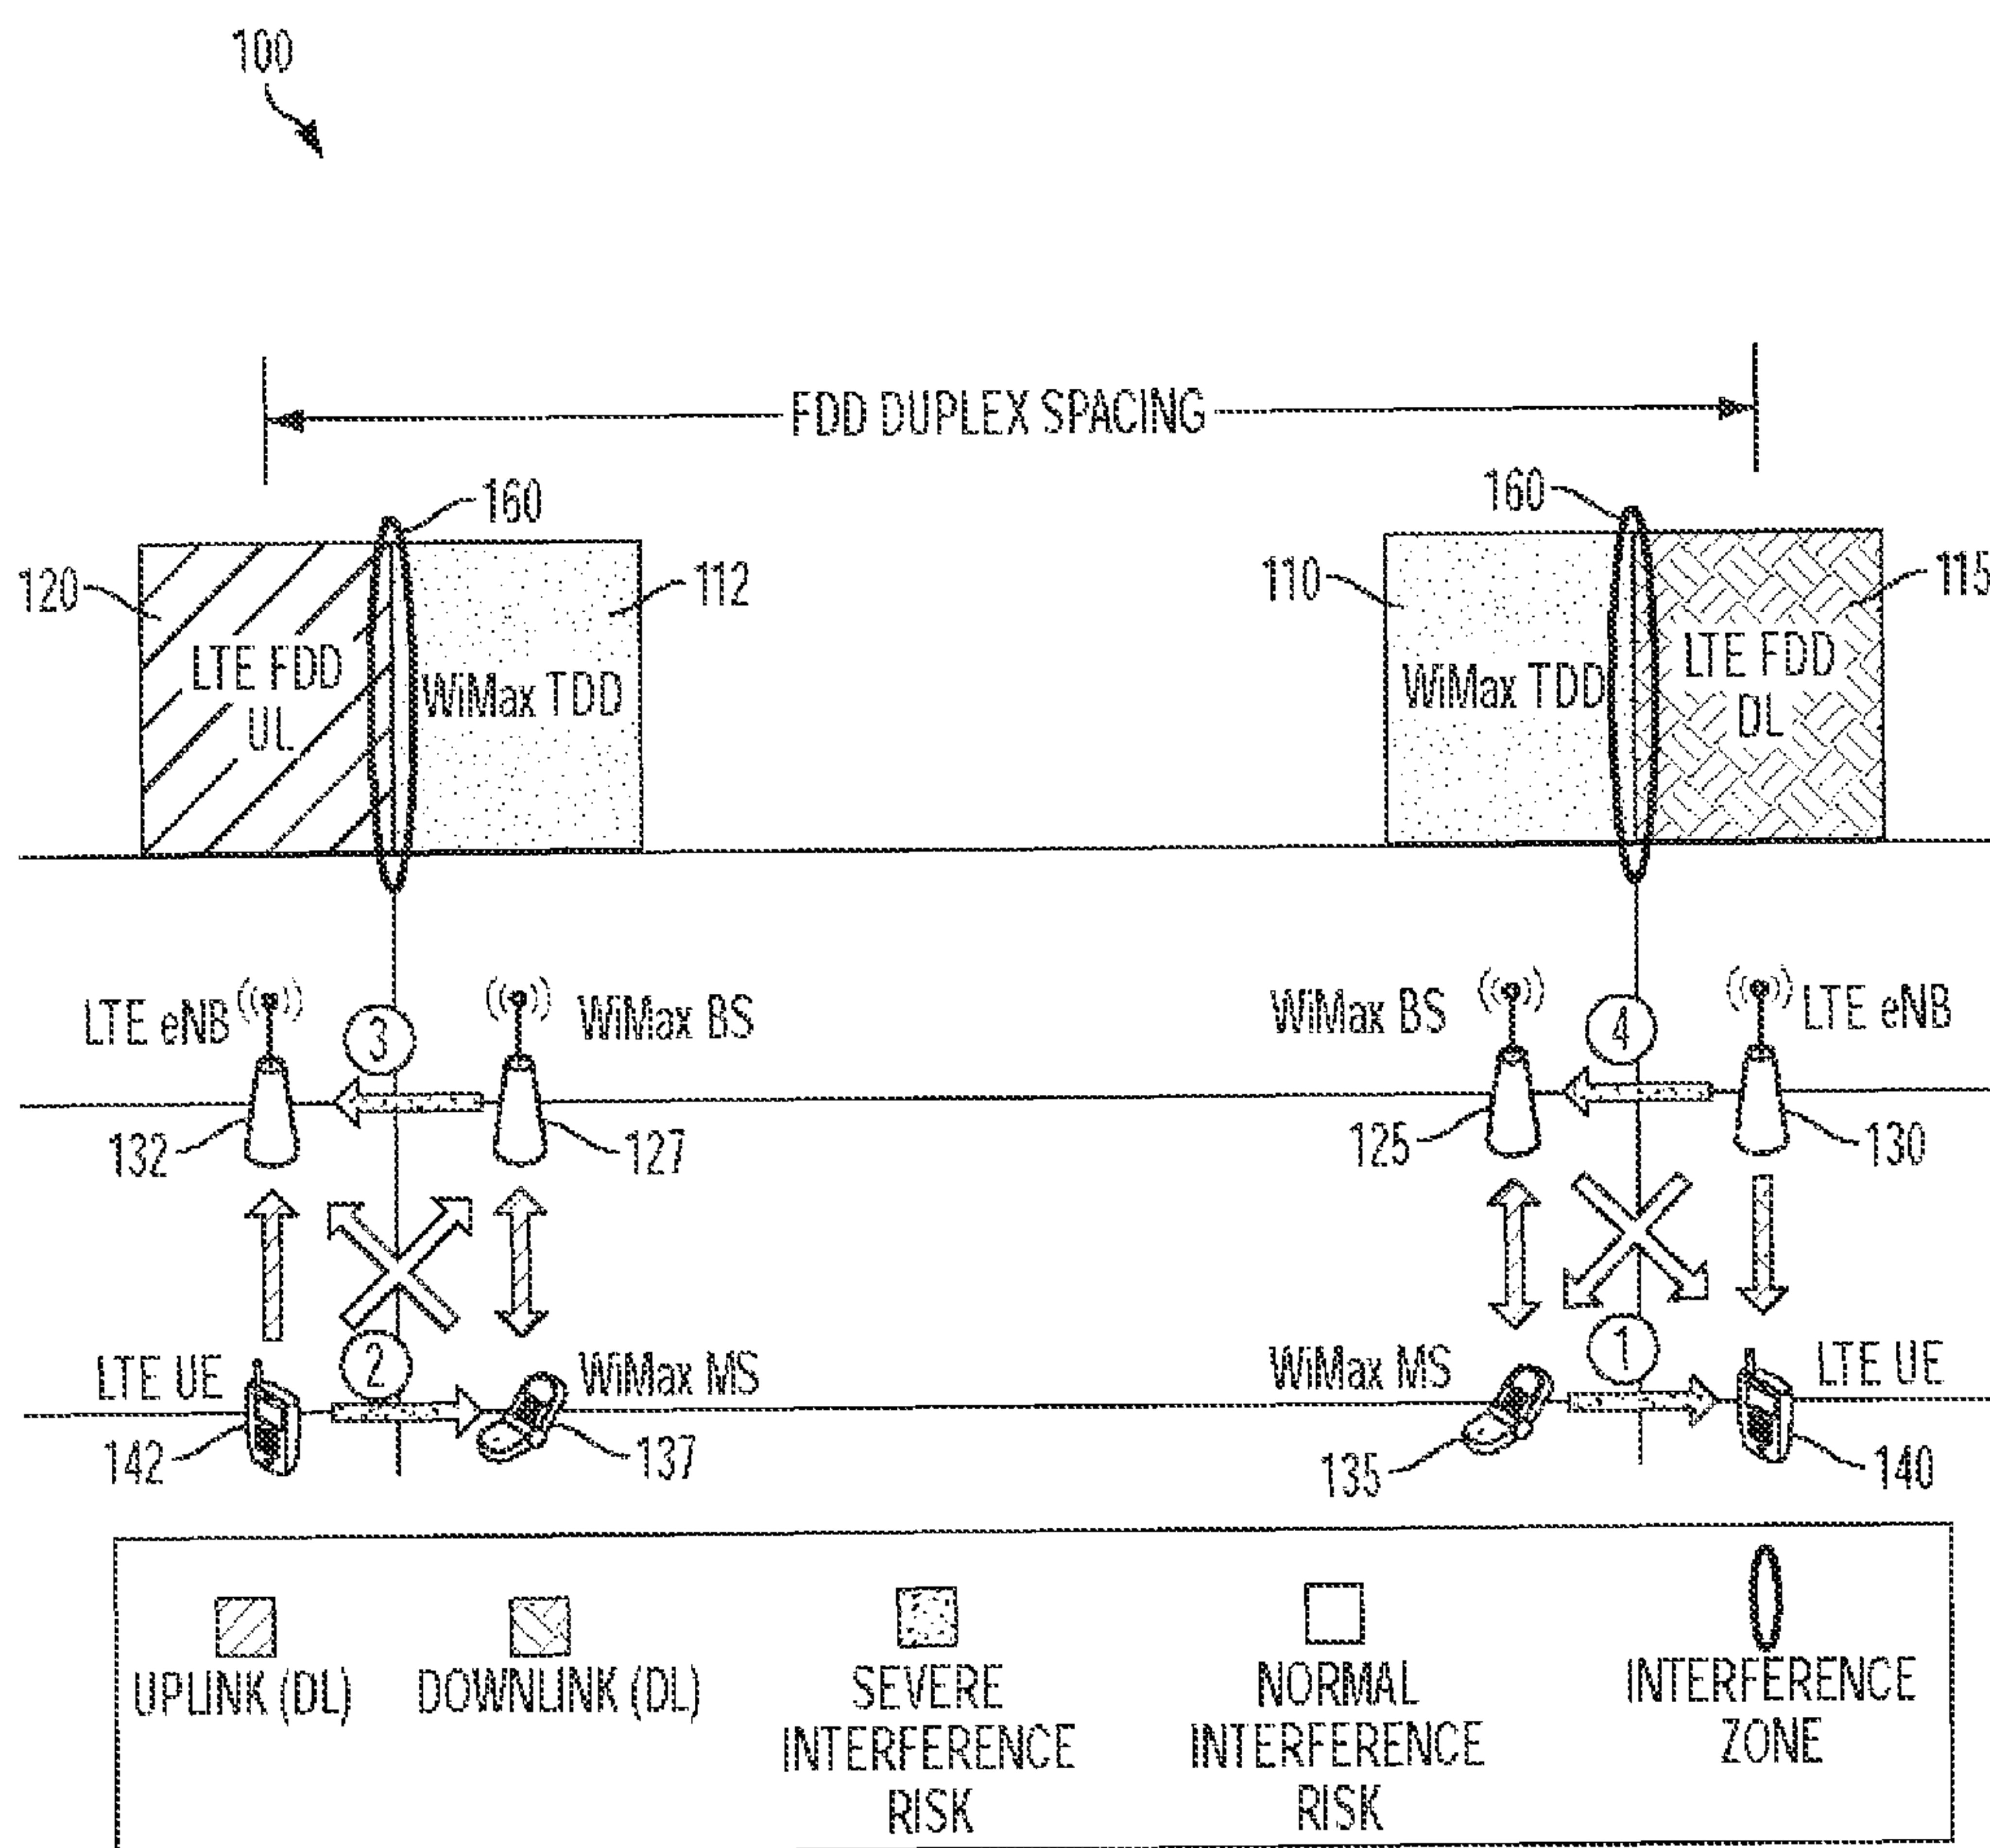 100
FDD DUPLEX SPACING
160
160
120
112
110
115
LTE FDD
UL
WiMax TDD
WiMax TDD
LTE FDD
DL
LTE eNB
3
WiMax BS
WiMax BS
4
LTE eNB
132
127
125
130
LTE UE
2
WiMax MS
WiMax MS
1
LTE UE
142
137
135
140
UPLINK (DL)
DOWNLINK (DL)
SEVERE
INTERFERENCE
RISK
NORMAL
INTERFERENCE
RISK
INTERFERENCE
ZONE